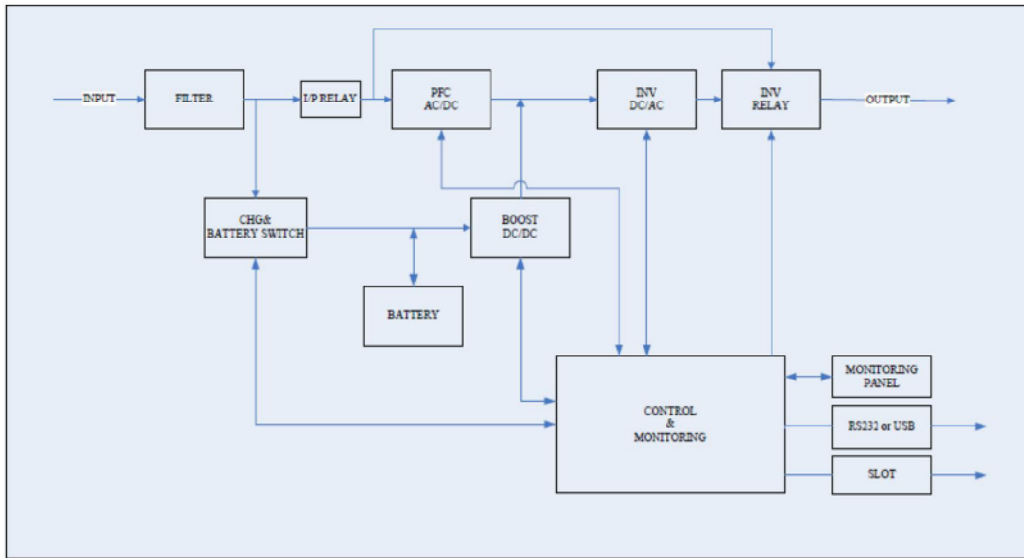 INPUT
FILTER
I/P RELAY
PFC
AC/DC
INV
DC/AC
INV
RELAY
OUTPUT
CHG&
BATTERY SWITCH
BOOST
DC/DC
BATTERY
CONTROL
&
MONITORING
MONITORING
PANEL
RS232 or USB
SLOT